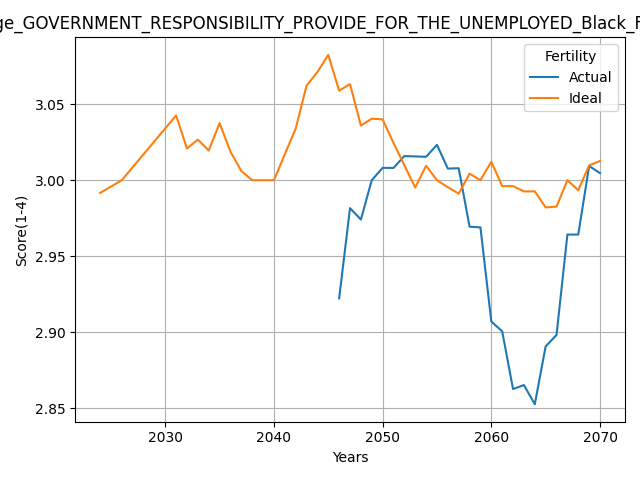 ge_GOVERNMENT_RESPONSIBILITY_PROVIDE_FOR_THE_UNEMPLOYED_Black_F
Fertility
Actual
Ideal
3.05
3.00
2.95
2.90
2.85
Score(1-4)
2030 2040 2050 2060 2070
Years